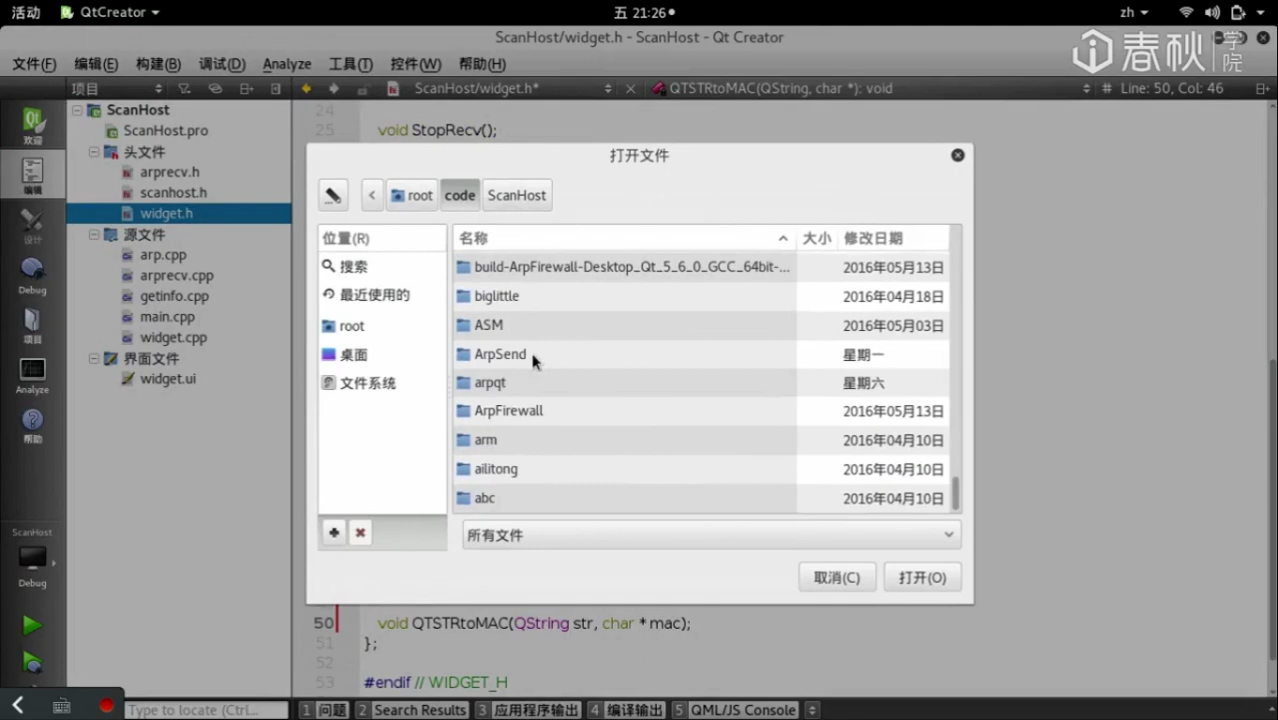 活动 QtCreator 五 21:26 zh
ScanHost/widget.h - ScanHost - Qt Creator
春秋学院
文件(F) 编辑(E) 构建(B) 调试(D) Analyze 工具(T) 控件(W) 帮助(H)
项目 ScanHost/widget.h* QTSTRtoMAC(QString, char *): void # Line: 50, Col: 46
欢迎
编辑
设计
Debug
项目
Analyze
帮助
ScanHost
Debug
ScanHost
ScanHost.pro
头文件
arprecv.h
scanhost.h
widget.h
源文件
arp.cpp
arprecv.cpp
getinfo.cpp
main.cpp
widget.cpp
界面文件
widget.ui
24
25 void StopRecv();
打开文件
root code ScanHost
位置(R)
搜索
最近使用的
root
桌面
文件系统
名称 大小 修改日期
build-ArpFirewall-Desktop_Qt_5_6_0_GCC_64bit-... 2016年05月13日
biglittle 2016年04月18日
ASM 2016年05月03日
ArpSend 星期一
arpqt 星期六
ArpFirewall 2016年05月13日
arm 2016年04月10日
ailitong 2016年04月10日
abc 2016年04月10日
所有文件
取消(C) 打开(O)
50 void QTSTRtoMAC(QString str, char * mac);
51 };
52
53 #endif // WIDGET_H
Type to locate (Ctrl... 1 问题 2 Search Results 3 应用程序输出 4 编译输出 5 QML/JS Console